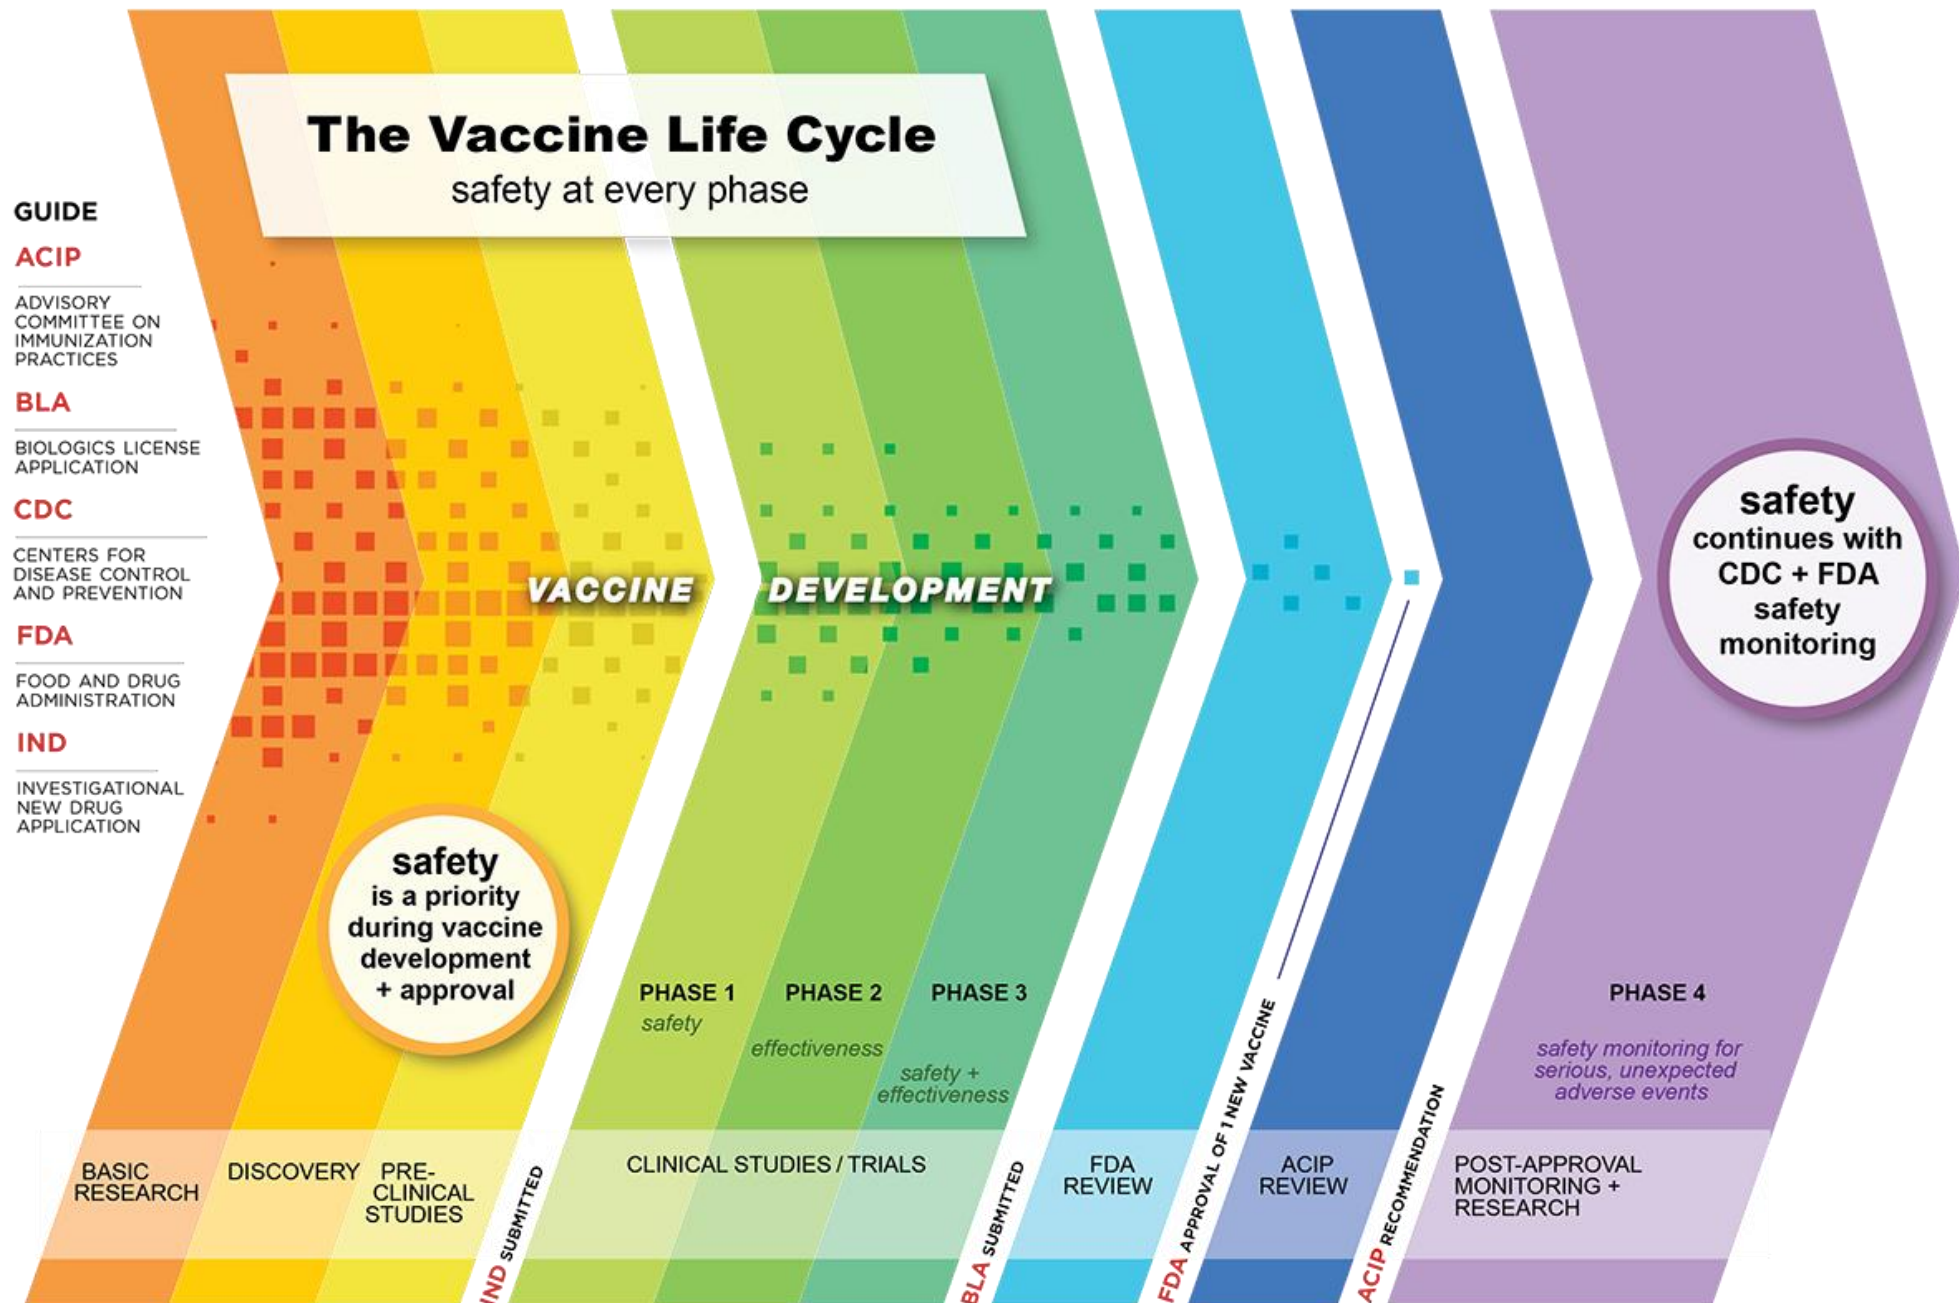 The Vaccine Life Cycle
safety at every phase
GUIDE
ACIP
ADVISORY
COMMITTEE ON
IMMUNIZATION
PRACTICES
BLA
BIOLOGICS LICENSE
APPLICATION
CDC
CENTERS FOR
DISEASE CONTROL
AND PREVENTION
FDA
FOOD AND DRUG
ADMINISTRATION
IND
INVESTIGATIONAL
NEW DRUG
APPLICATION
VACCINE DEVELOPMENT
safety
continues with
CDC + FDA
safety
monitoring
safety
is a priority
during vaccine
development
+ approval
PHASE 1
safety
PHASE 2
effectiveness
PHASE 3
safety +
effectiveness
PHASE 4
safety monitoring for
serious, unexpected
adverse events
BASIC
RESEARCH
DISCOVERY
PRE-
CLINICAL
STUDIES
IND SUBMITTED
CLINICAL STUDIES / TRIALS
BLA SUBMITTED
FDA
REVIEW
FDA APPROVAL OF 1 NEW VACCINE
ACIP
REVIEW
ACIP RECOMMENDATION
POST-APPROVAL
MONITORING +
RESEARCH